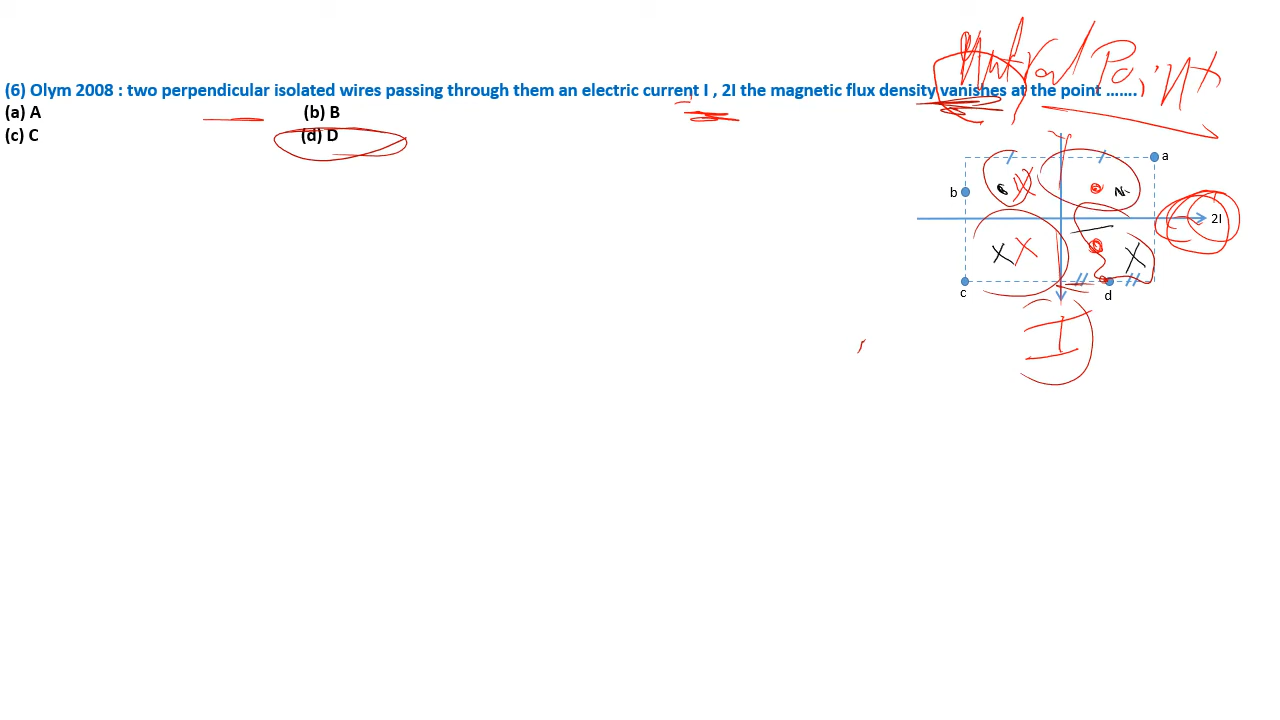 Nutral Point
(6) Olym 2008 : two perpendicular isolated wires passing through them an electric current I , 2I the magnetic flux density vanishes at the point .......
(a) A (b) B
(c) C (d) D
a
b
2I
c
d
I